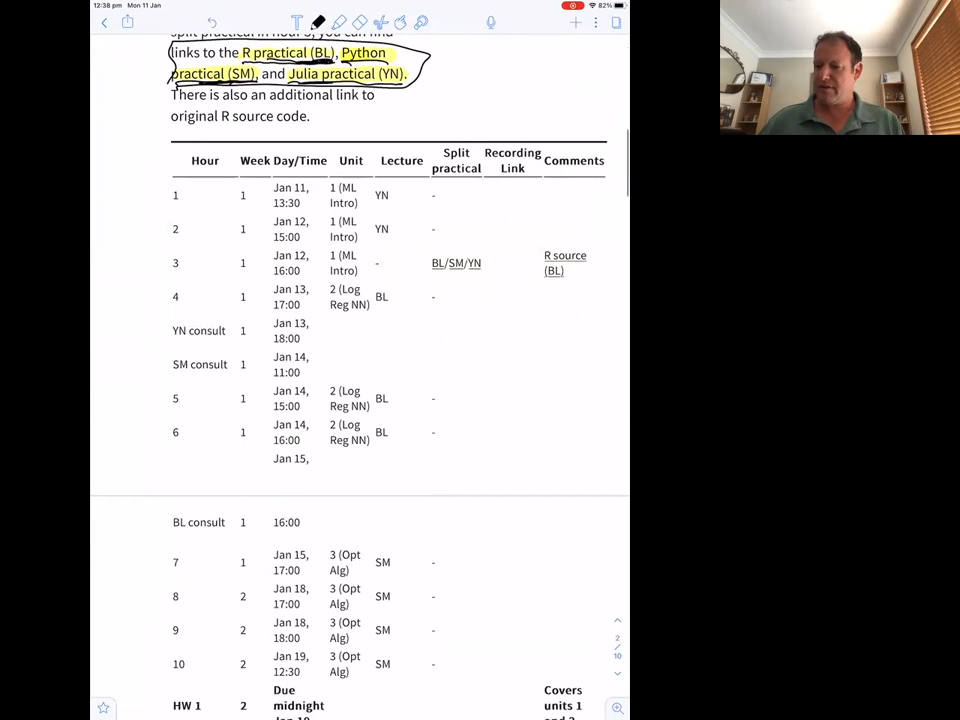 12:38 pm Mon 11 Jan
82%
T
split practical in hour 3, you can find
links to the R practical (BL), Python
practical (SM), and Julia practical (YN).
There is also an additional link to
original R source code.
Hour Week Day/Time Unit Lecture Split practical Recording Link Comments
1 1 Jan 11, 13:30 1 (ML Intro) YN -
2 1 Jan 12, 15:00 1 (ML Intro) YN -
3 1 Jan 12, 16:00 1 (ML Intro) - BL/SM/YN R source (BL)
4 1 Jan 13, 17:00 2 (Log Reg NN) BL -
YN consult 1 Jan 13, 18:00
SM consult 1 Jan 14, 11:00
5 1 Jan 14, 15:00 2 (Log Reg NN) BL -
6 1 Jan 14, 16:00 2 (Log Reg NN) BL -
Jan 15,
BL consult 1 16:00
7 1 Jan 15, 17:00 3 (Opt Alg) SM -
8 2 Jan 18, 17:00 3 (Opt Alg) SM -
9 2 Jan 18, 18:00 3 (Opt Alg) SM -
10 2 Jan 19, 12:30 3 (Opt Alg) SM -
HW 1 2 Due midnight Covers units 1
2
/
10